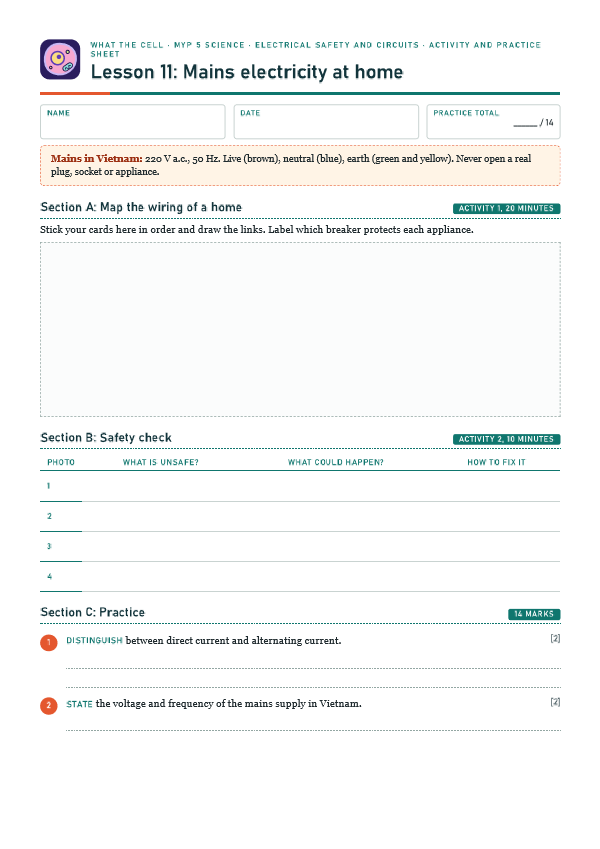 WHAT THE CELL · MYP 5 SCIENCE · ELECTRICAL SAFETY AND CIRCUITS · ACTIVITY AND PRACTICE
SHEET
Lesson 11: Mains electricity at home
NAME
DATE
PRACTICE TOTAL
_____ / 14
Mains in Vietnam: 220 V a.c., 50 Hz. Live (brown), neutral (blue), earth (green and yellow). Never open a real
plug, socket or appliance.
Section A: Map the wiring of a home
ACTIVITY 1, 20 MINUTES
Stick your cards here in order and draw the links. Label which breaker protects each appliance.
Section B: Safety check
ACTIVITY 2, 10 MINUTES
PHOTO WHAT IS UNSAFE? WHAT COULD HAPPEN? HOW TO FIX IT
1
2
3
4
Section C: Practice
14 MARKS
1 DISTINGUISH between direct current and alternating current. [2]
2 STATE the voltage and frequency of the mains supply in Vietnam. [2]